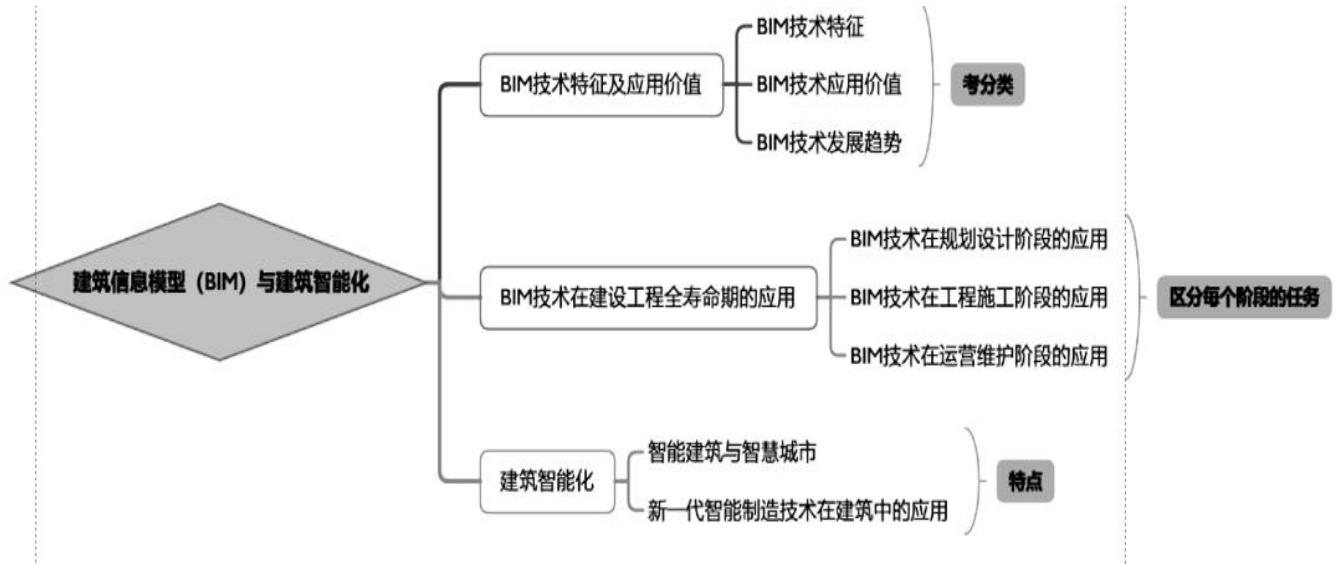 建筑信息模型（BIM）与建筑智能化
BIM技术特征及应用价值
BIM技术特征
BIM技术应用价值
BIM技术发展趋势
考分类
BIM技术在建设工程全寿命期的应用
BIM技术在规划设计阶段的应用
BIM技术在工程施工阶段的应用
BIM技术在运营维护阶段的应用
区分每个阶段的任务
建筑智能化
智能建筑与智慧城市
新一代智能制造技术在建筑中的应用
特点